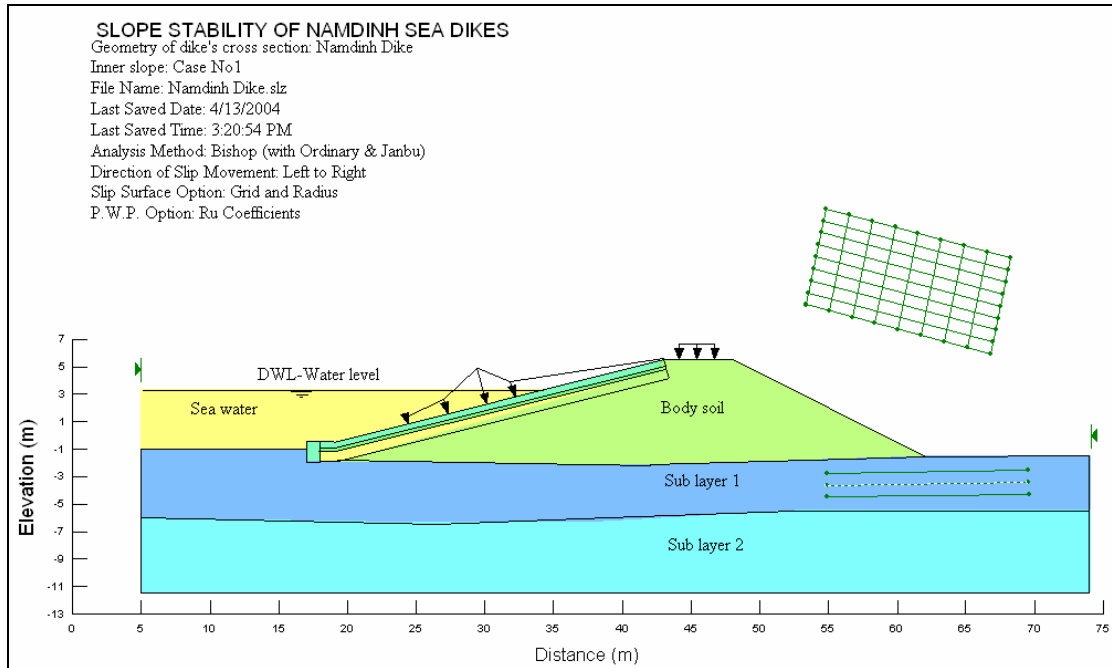 SLOPE STABILITY OF NAMDINH SEA DIKES
Geometry of dike's cross section: Namdinh Dike
Inner slope: Case No1
File Name: Namdinh Dike.slz
Last Saved Date: 4/13/2004
Last Saved Time: 3:20:54 PM
Analysis Method: Bishop (with Ordinary & Janbu)
Direction of Slip Movement: Left to Right
Slip Surface Option: Grid and Radius
P.W.P. Option: Ru Coefficients
7
5
3
1
-1
-3
-5
-7
-9
-11
-13
Elevation (m)
DWL-Water level
Sea water
Body soil
Sub layer 1
Sub layer 2
0 5 10 15 20 25 30 35 40 45 50 55 60 65 70 75
Distance (m)